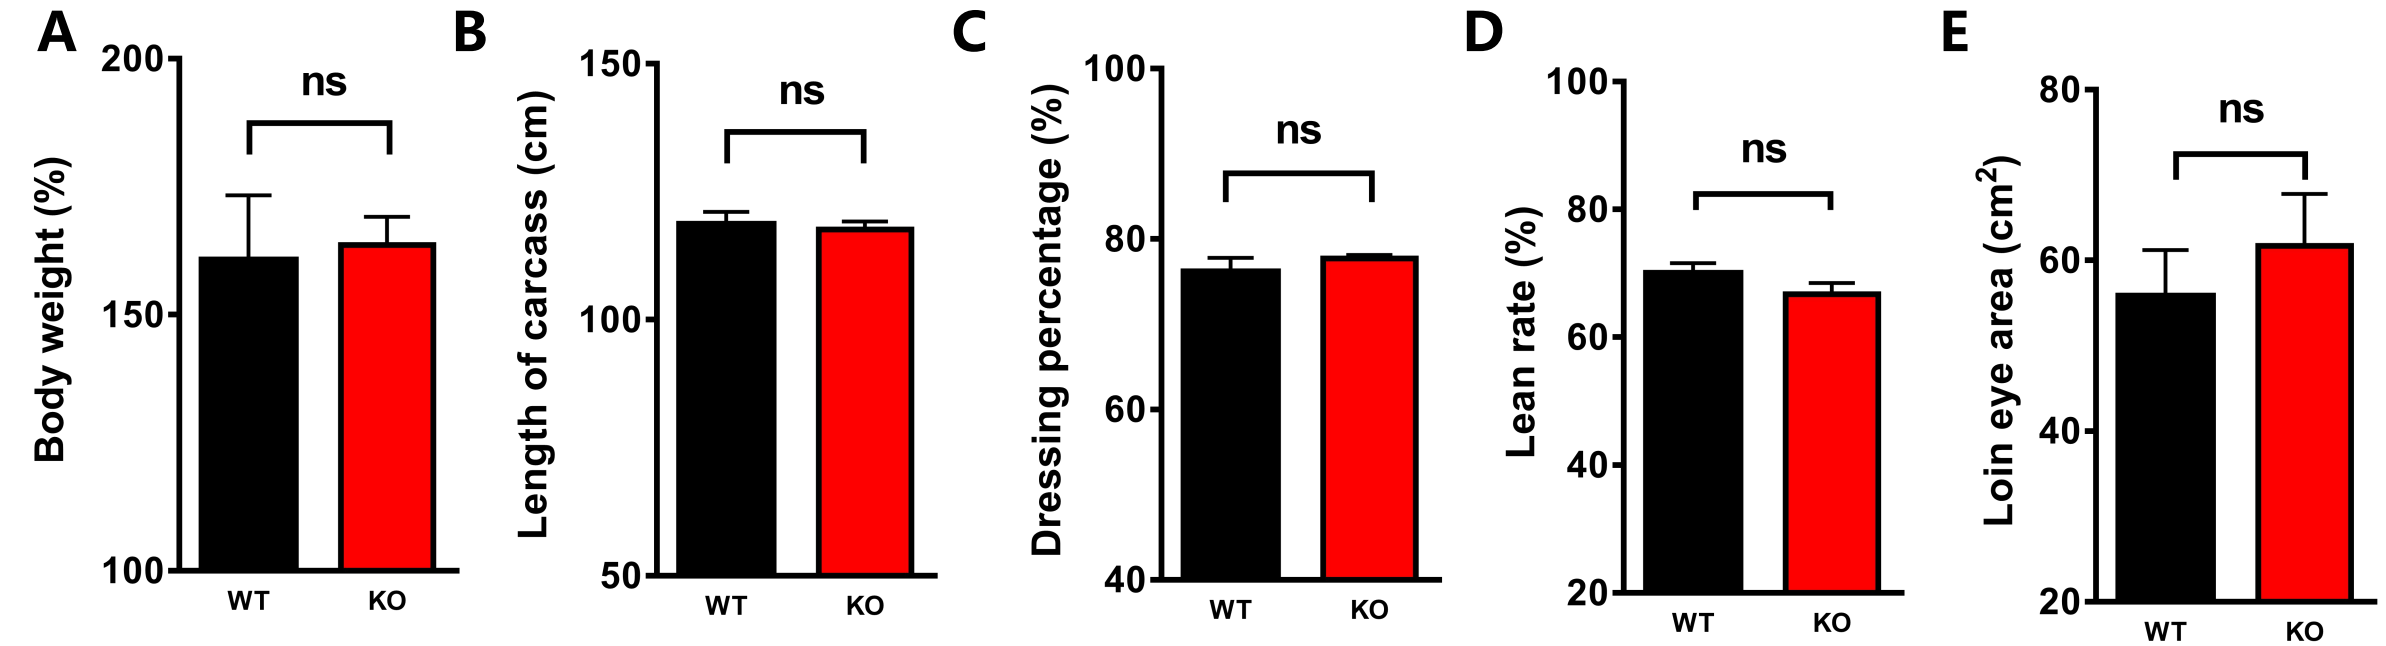 A
200
150
100
Body weight (%)
ns
WT KO
B
150
100
50
Length of carcass (cm)
ns
WT KO
C
100
80
60
40
Dressing percentage (%)
ns
WT KO
D
100
80
60
40
20
Lean rate (%)
ns
WT KO
E
80
60
40
20
Loin eye area (cm²)
ns
WT KO